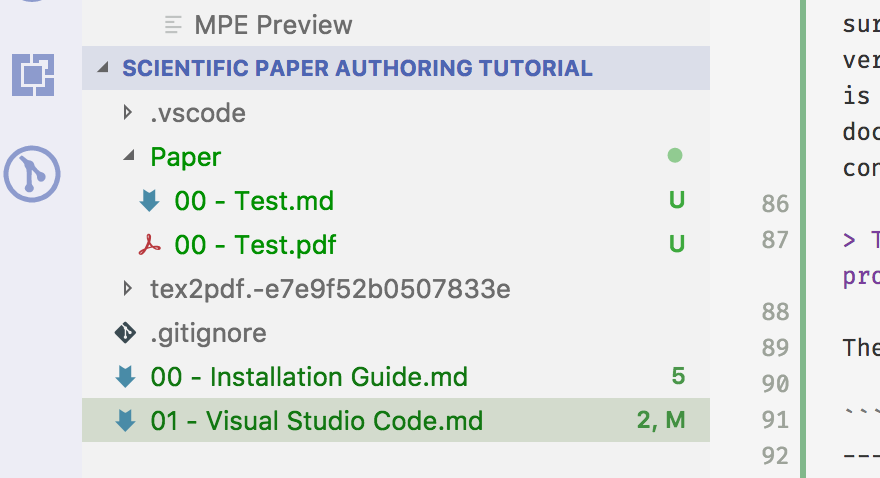 MPE Preview
SCIENTIFIC PAPER AUTHORING TUTORIAL
.vscode
Paper
00 - Test.md U
00 - Test.pdf U
tex2pdf.-e7e9f52b0507833e
.gitignore
00 - Installation Guide.md 5
01 - Visual Studio Code.md 2, M
sur
ver
is
doc
con
86
87 > T
pro
88
89 The
90
91 ```
92 ---